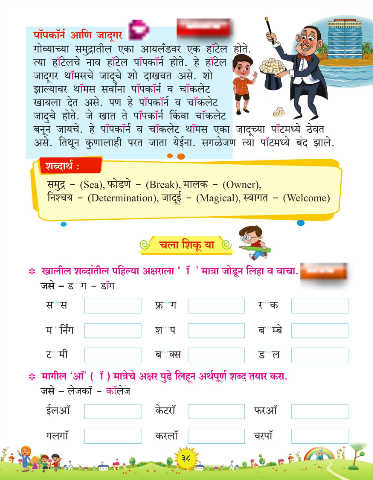 पॉपकॉर्न आणि जादूगर
गोव्याच्या समुद्रातील एका आयलंडवर एक हॉटेल होते.
त्या हॉटेलचे नाव हॉटेल पॉपकॉर्न होते. हे हॉटेल
जादूगर थॉमसचे जादूचे शो दाखवत असे. शो
झाल्यावर थॉमस सर्वांना पॉपकॉर्न व चॉकलेट
खायला देत असे. पण हे पॉपकॉर्न व चॉकलेट
जादूचे होते. जे खात ते पॉपकॉर्न किंवा चॉकलेट
बनून जायचे. हे पॉपकॉर्न व चॉकलेट थॉमस एका जादूच्या पॉटमध्ये ठेवत
असे. तिथून कुणालाही परत जाता येईना. सगळेजण त्या पॉटमध्ये बंद झाले.
शब्दार्थ :
समुद्र – (Sea), फोडणे – (Break), मालक – (Owner),
निश्चय – (Determination), जादुई – (Magical), स्वागत – (Welcome)
चला शिकू या
खालील शब्दांतील पहिल्या अक्षराला ' ॉ ' मात्रा जोडून लिहा व वाचा.
जसे – ड ग – डॉग
स स फ्र ग र क
म र्निंग श प ब म्बे
ट मी ब क्स ड ल
मागील 'ऑ' ( ॉ ) मात्रेचे अक्षर पुढे लिहून अर्थपूर्ण शब्द तयार करा.
जसे – लेजकॉ - कॉलेज
ईलऑ केटरॉ फरऑ
गलगॉ करलॉ बरपॉ
३८